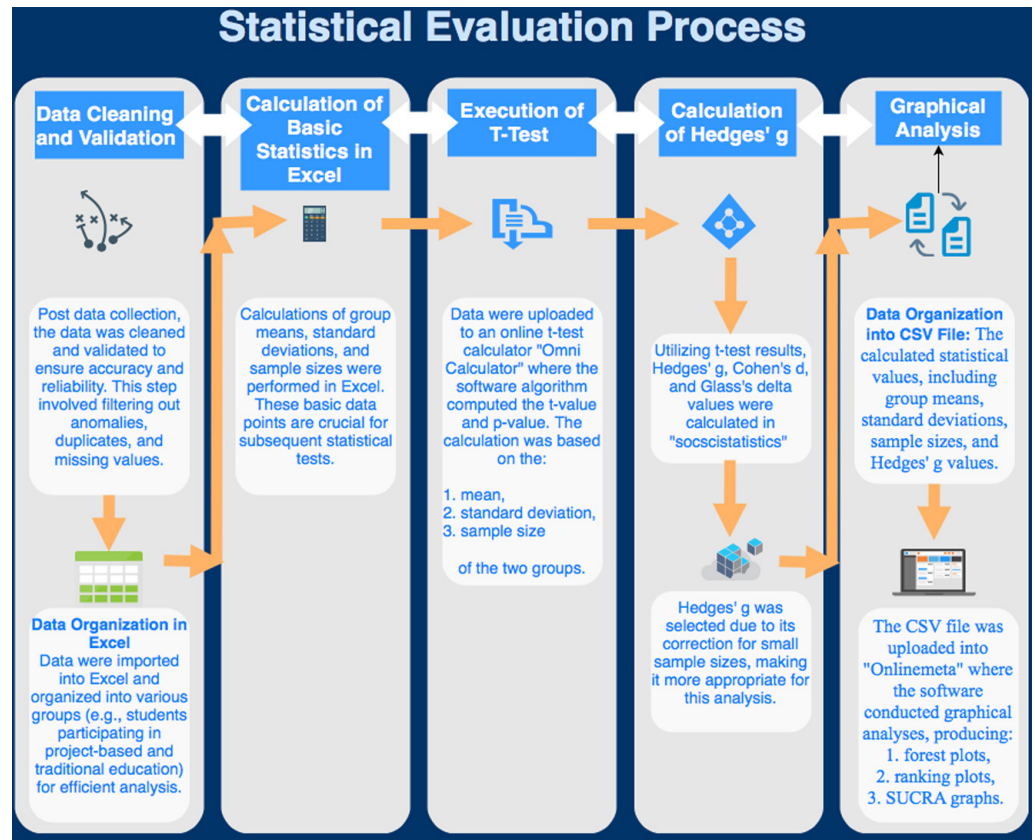 Statistical Evaluation Process
Data Cleaning
and Validation
Post data collection,
the data was cleaned
and validated to
ensure accuracy and
reliability. This step
involved filtering out
anomalies,
duplicates, and
missing values.
Data Organization in
Excel
Data were imported
into Excel and
organized into various
groups (e.g., students
participating in
project-based and
traditional education)
for efficient analysis.
Calculation of
Basic
Statistics in
Excel
Calculations of group
means, standard
deviations, and
sample sizes were
performed in Excel.
These basic data
points are crucial for
subsequent statistical
tests.
Execution of
T-Test
Data were uploaded
to an online t-test
calculator "Omni
Calculator" where the
software algorithm
computed the t-value
and p-value. The
calculation was based
on the:
1. mean,
2. standard deviation,
3. sample size
of the two groups.
Calculation
of Hedges' g
Utilizing t-test results,
Hedges' g, Cohen's d,
and Glass's delta
values were
calculated in
"socscistatistics"
Hedges' g was
selected due to its
correction for small
sample sizes, making
it more appropriate for
this analysis.
Graphical
Analysis
Data Organization
into CSV File: The
calculated statistical
values, including
group means,
standard deviations,
sample sizes, and
Hedges' g values.
The CSV file was
uploaded into
"Onlinemeta" where
the software
conducted graphical
analyses, producing:
1. forest plots,
2. ranking plots,
3. SUCRA graphs.